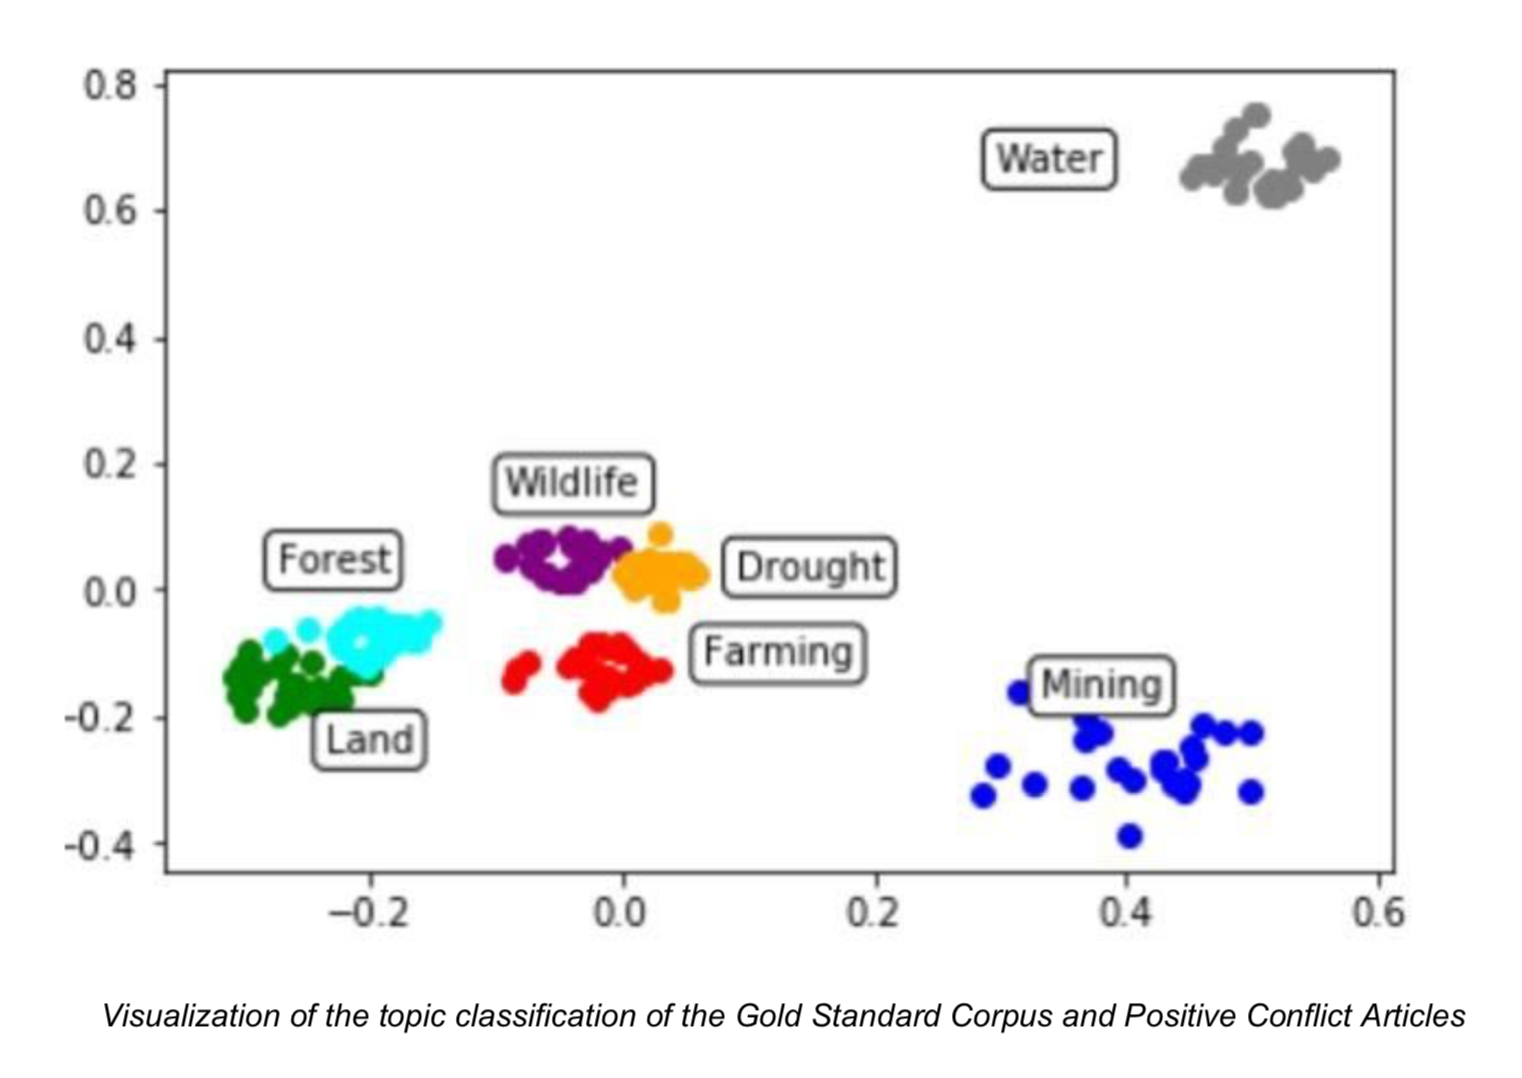 0.8
Water
0.6
0.4
0.2
Wildlife
Forest
Drought
0.0
Farming
Mining
-0.2
Land
-0.4
−0.2
0.0
0.2
0.4
0.6
Visualization of the topic classification of the Gold Standard Corpus and Positive Conflict Articles